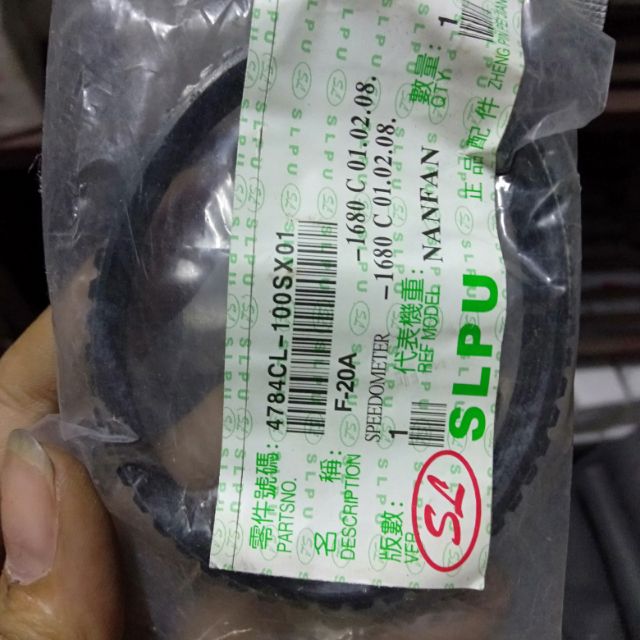 零件號碼: 4784CL-100SX01
PARTSNO.
F-20A
名 稱:
DESCRIPTION
SPEEDOMETER -1680 C.01.02.08.
-1680 C 01.02.08.
版數: 1
VER
代表機重:
REF MODEL NANFAN
數量: 1
QTY
SL
SLPU
正品配件
ZHENG